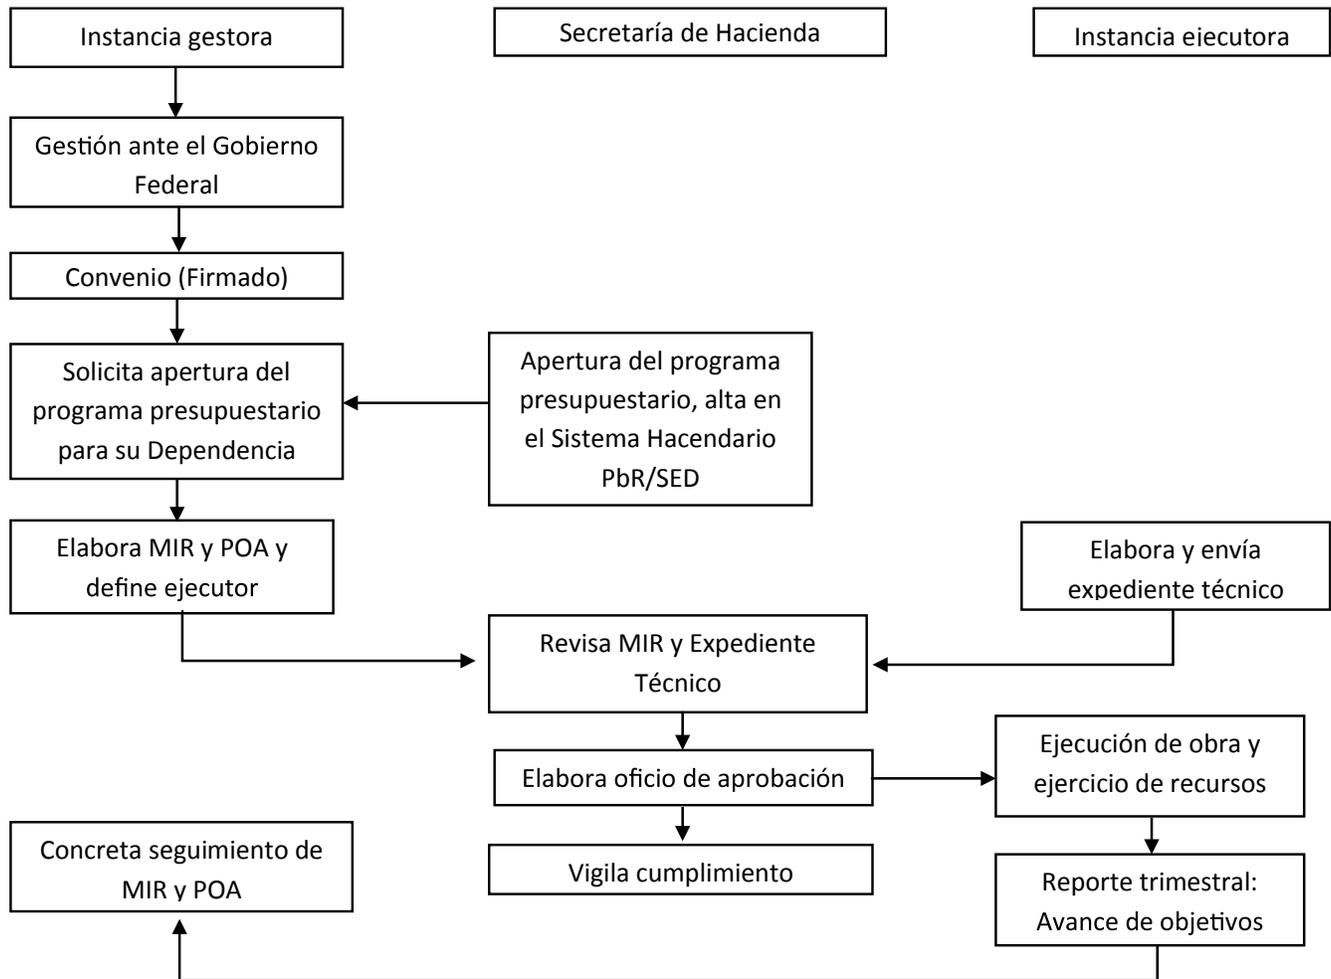 Instancia gestora
Secretaría de Hacienda
Instancia ejecutora
Gestión ante el Gobierno
Federal
Convenio (Firmado)
Solicita apertura del
programa presupuestario
para su Dependencia
Apertura del programa
presupuestario, alta en
el Sistema Hacendario
PbR/SED
Elabora MIR y POA y
define ejecutor
Elabora y envía
expediente técnico
Revisa MIR y Expediente
Técnico
Elabora oficio de aprobación
Ejecución de obra y
ejercicio de recursos
Vigila cumplimiento
Concreta seguimiento de
MIR y POA
Reporte trimestral:
Avance de objetivos